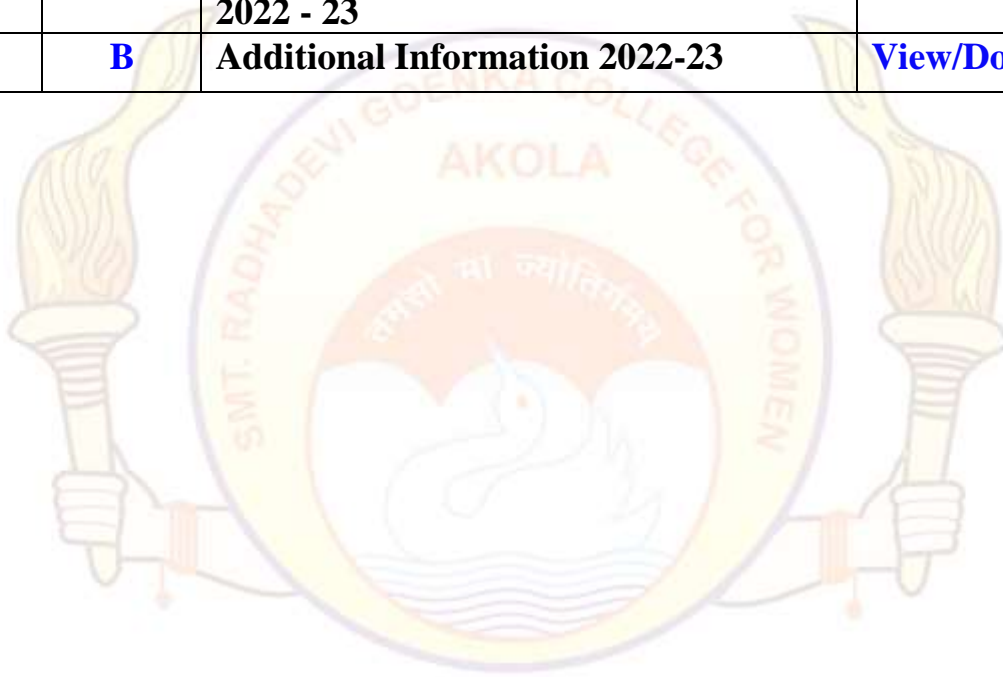 2022 - 23
B Additional Information 2022-23 View/Do
SMT. RADHADEVI GOENKA COLLEGE FOR WOMEN
AKOLA
तमसो मा ज्योतिर्गमय